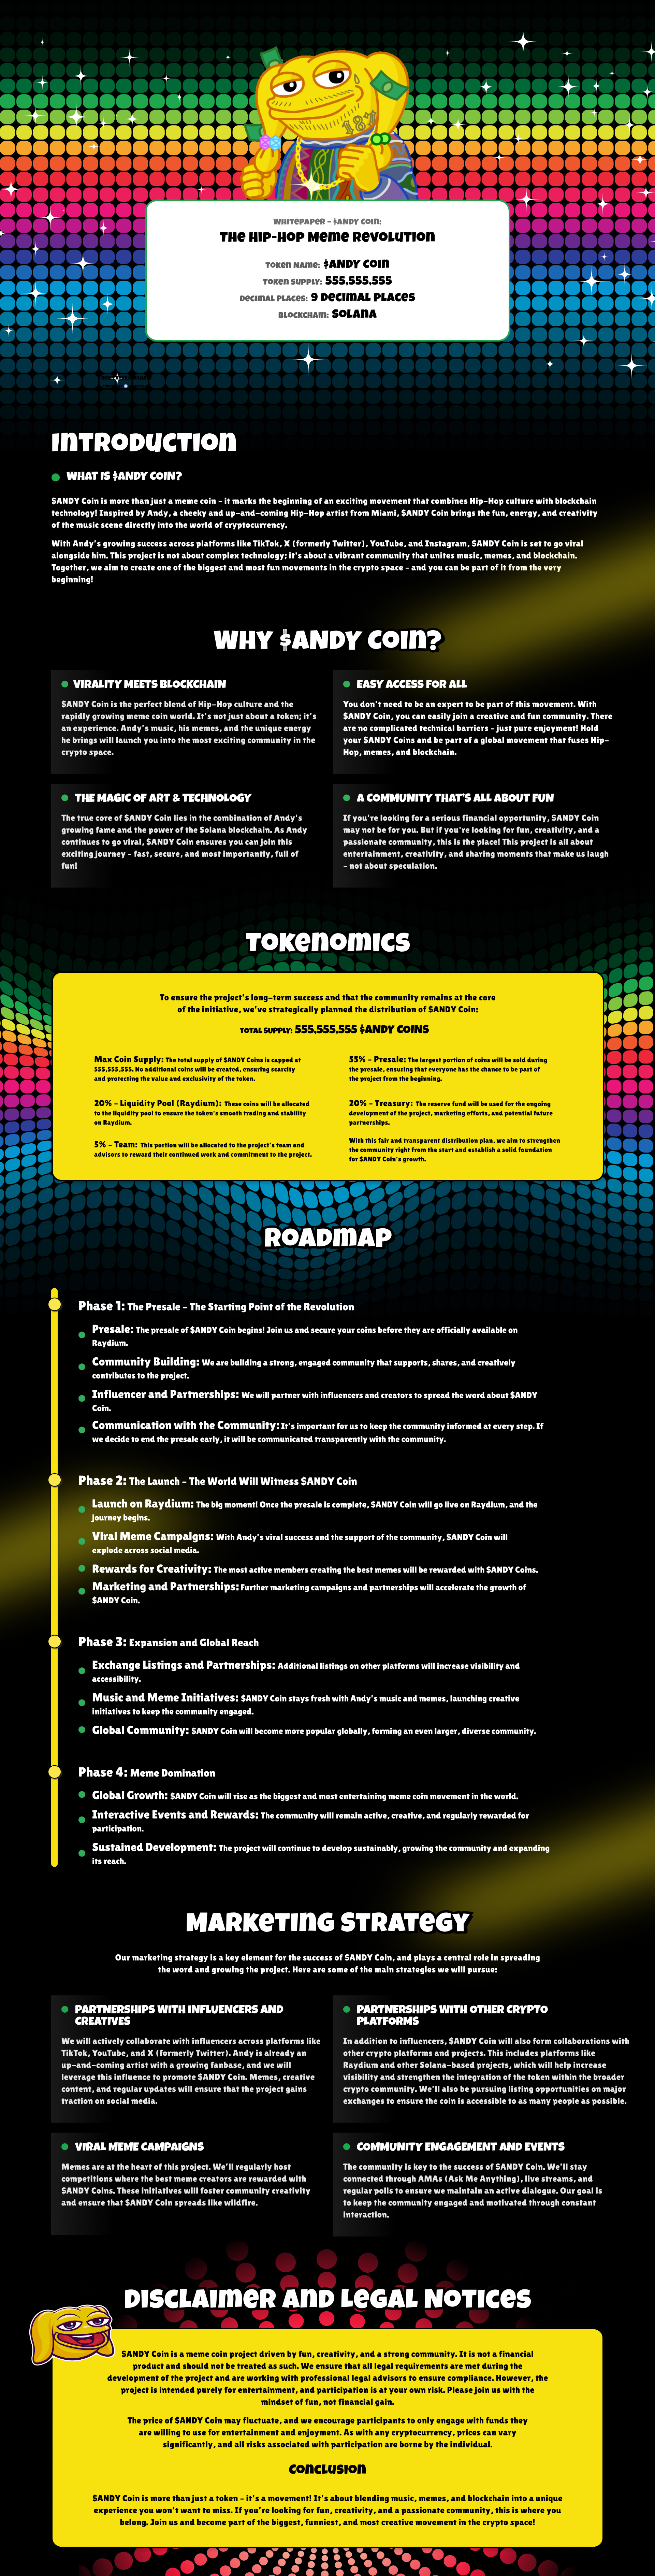 187
WHITEPAPER – $ANDY COIN:
THE HIP-HOP MEME REVOLUTION
TOKEN NAME: $ANDY COIN
TOKEN SUPPLY: 555,555,555
DECIMAL PLACES: 9 DECIMAL PLACES
BLOCKCHAIN: SOLANA
INTRODUCTION
WHAT IS $ANDY COIN?
$ANDY Coin is more than just a meme coin – it marks the beginning of an exciting movement that combines Hip-Hop culture with blockchain
technology! Inspired by Andy, a cheeky and up-and-coming Hip-Hop artist from Miami, $ANDY Coin brings the fun, energy, and creativity
of the music scene directly into the world of cryptocurrency.
With Andy's growing success across platforms like TikTok, X (formerly Twitter), YouTube, and Instagram, $ANDY Coin is set to go viral
alongside him. This project is not about complex technology; it's about a vibrant community that unites music, memes, and blockchain.
Together, we aim to create one of the biggest and most fun movements in the crypto space – and you can be part of it from the very
beginning!
WHY $ANDY COIN?
VIRALITY MEETS BLOCKCHAIN
$ANDY Coin is the perfect blend of Hip-Hop culture and the
rapidly growing meme coin world. It's not just about a token; it's
an experience. Andy's music, his memes, and the unique energy
he brings will launch you into the most exciting community in the
crypto space.
EASY ACCESS FOR ALL
You don't need to be an expert to be part of this movement. With
$ANDY Coin, you can easily join a creative and fun community. There
are no complicated technical barriers – just pure enjoyment! Hold
your $ANDY Coins and be part of a global movement that fuses Hip-
Hop, memes, and blockchain.
THE MAGIC OF ART & TECHNOLOGY
The true core of $ANDY Coin lies in the combination of Andy's
growing fame and the power of the Solana blockchain. As Andy
continues to go viral, $ANDY Coin ensures you can join this
exciting journey – fast, secure, and most importantly, full of
fun!
A COMMUNITY THAT'S ALL ABOUT FUN
If you're looking for a serious financial opportunity, $ANDY Coin
may not be for you. But if you're looking for fun, creativity, and a
passionate community, this is the place! This project is all about
entertainment, creativity, and sharing moments that make us laugh
– not about speculation.
TOKENOMICS
To ensure the project's long-term success and that the community remains at the core
of the initiative, we've strategically planned the distribution of $ANDY Coin:
TOTAL SUPPLY: 555,555,555 $ANDY COINS
Max Coin Supply: The total supply of $ANDY Coins is capped at
555,555,555. No additional coins will be created, ensuring scarcity
and protecting the value and exclusivity of the token.
20% – Liquidity Pool (Raydium): These coins will be allocated
to the liquidity pool to ensure the token's smooth trading and stability
on Raydium.
5% – Team: This portion will be allocated to the project's team and
advisors to reward their continued work and commitment to the project.
55% – Presale: The largest portion of coins will be sold during
the presale, ensuring that everyone has the chance to be part of
the project from the beginning.
20% – Treasury: The reserve fund will be used for the ongoing
development of the project, marketing efforts, and potential future
partnerships.
With this fair and transparent distribution plan, we aim to strengthen
the community right from the start and establish a solid foundation
for $ANDY Coin's growth.
ROADMAP
Phase 1: The Presale – The Starting Point of the Revolution
Presale: The presale of $ANDY Coin begins! Join us and secure your coins before they are officially available on
Raydium.
Community Building: We are building a strong, engaged community that supports, shares, and creatively
contributes to the project.
Influencer and Partnerships: We will partner with influencers and creators to spread the word about $ANDY
Coin.
Communication with the Community: It's important for us to keep the community informed at every step. If
we decide to end the presale early, it will be communicated transparently with the community.
Phase 2: The Launch – The World Will Witness $ANDY Coin
Launch on Raydium: The big moment! Once the presale is complete, $ANDY Coin will go live on Raydium, and the
journey begins.
Viral Meme Campaigns: With Andy's viral success and the support of the community, $ANDY Coin will
explode across social media.
Rewards for Creativity: The most active members creating the best memes will be rewarded with $ANDY Coins.
Marketing and Partnerships: Further marketing campaigns and partnerships will accelerate the growth of
$ANDY Coin.
Phase 3: Expansion and Global Reach
Exchange Listings and Partnerships: Additional listings on other platforms will increase visibility and
accessibility.
Music and Meme Initiatives: $ANDY Coin stays fresh with Andy's music and memes, launching creative
initiatives to keep the community engaged.
Global Community: $ANDY Coin will become more popular globally, forming an even larger, diverse community.
Phase 4: Meme Domination
Global Growth: $ANDY Coin will rise as the biggest and most entertaining meme coin movement in the world.
Interactive Events and Rewards: The community will remain active, creative, and regularly rewarded for
participation.
Sustained Development: The project will continue to develop sustainably, growing the community and expanding
its reach.
MARKETING STRATEGY
Our marketing strategy is a key element for the success of $ANDY Coin, and plays a central role in spreading
the word and growing the project. Here are some of the main strategies we will pursue:
PARTNERSHIPS WITH INFLUENCERS AND
CREATIVES
We will actively collaborate with influencers across platforms like
TikTok, YouTube, and X (formerly Twitter). Andy is already an
up-and-coming artist with a growing fanbase, and we will
leverage this influence to promote $ANDY Coin. Memes, creative
content, and regular updates will ensure that the project gains
traction on social media.
PARTNERSHIPS WITH OTHER CRYPTO
PLATFORMS
In addition to influencers, $ANDY Coin will also form collaborations with
other crypto platforms and projects. This includes platforms like
Raydium and other Solana-based projects, which will help increase
visibility and strengthen the integration of the token within the broader
crypto community. We'll also be pursuing listing opportunities on major
exchanges to ensure the coin is accessible to as many people as possible.
VIRAL MEME CAMPAIGNS
Memes are at the heart of this project. We'll regularly host
competitions where the best meme creators are rewarded with
$ANDY Coins. These initiatives will foster community creativity
and ensure that $ANDY Coin spreads like wildfire.
COMMUNITY ENGAGEMENT AND EVENTS
The community is key to the success of $ANDY Coin. We'll stay
connected through AMAs (Ask Me Anything), live streams, and
regular polls to ensure we maintain an active dialogue. Our goal is
to keep the community engaged and motivated through constant
interaction.
DISCLAIMER AND LEGAL NOTICES
$ANDY Coin is a meme coin project driven by fun, creativity, and a strong community. It is not a financial
product and should not be treated as such. We ensure that all legal requirements are met during the
development of the project and are working with professional legal advisors to ensure compliance. However, the
project is intended purely for entertainment, and participation is at your own risk. Please join us with the
mindset of fun, not financial gain.
The price of $ANDY Coin may fluctuate, and we encourage participants to only engage with funds they
are willing to use for entertainment and enjoyment. As with any cryptocurrency, prices can vary
significantly, and all risks associated with participation are borne by the individual.
CONCLUSION
$ANDY Coin is more than just a token – it's a movement! It's about blending music, memes, and blockchain into a unique
experience you won't want to miss. If you're looking for fun, creativity, and a passionate community, this is where you
belong. Join us and become part of the biggest, funniest, and most creative movement in the crypto space!